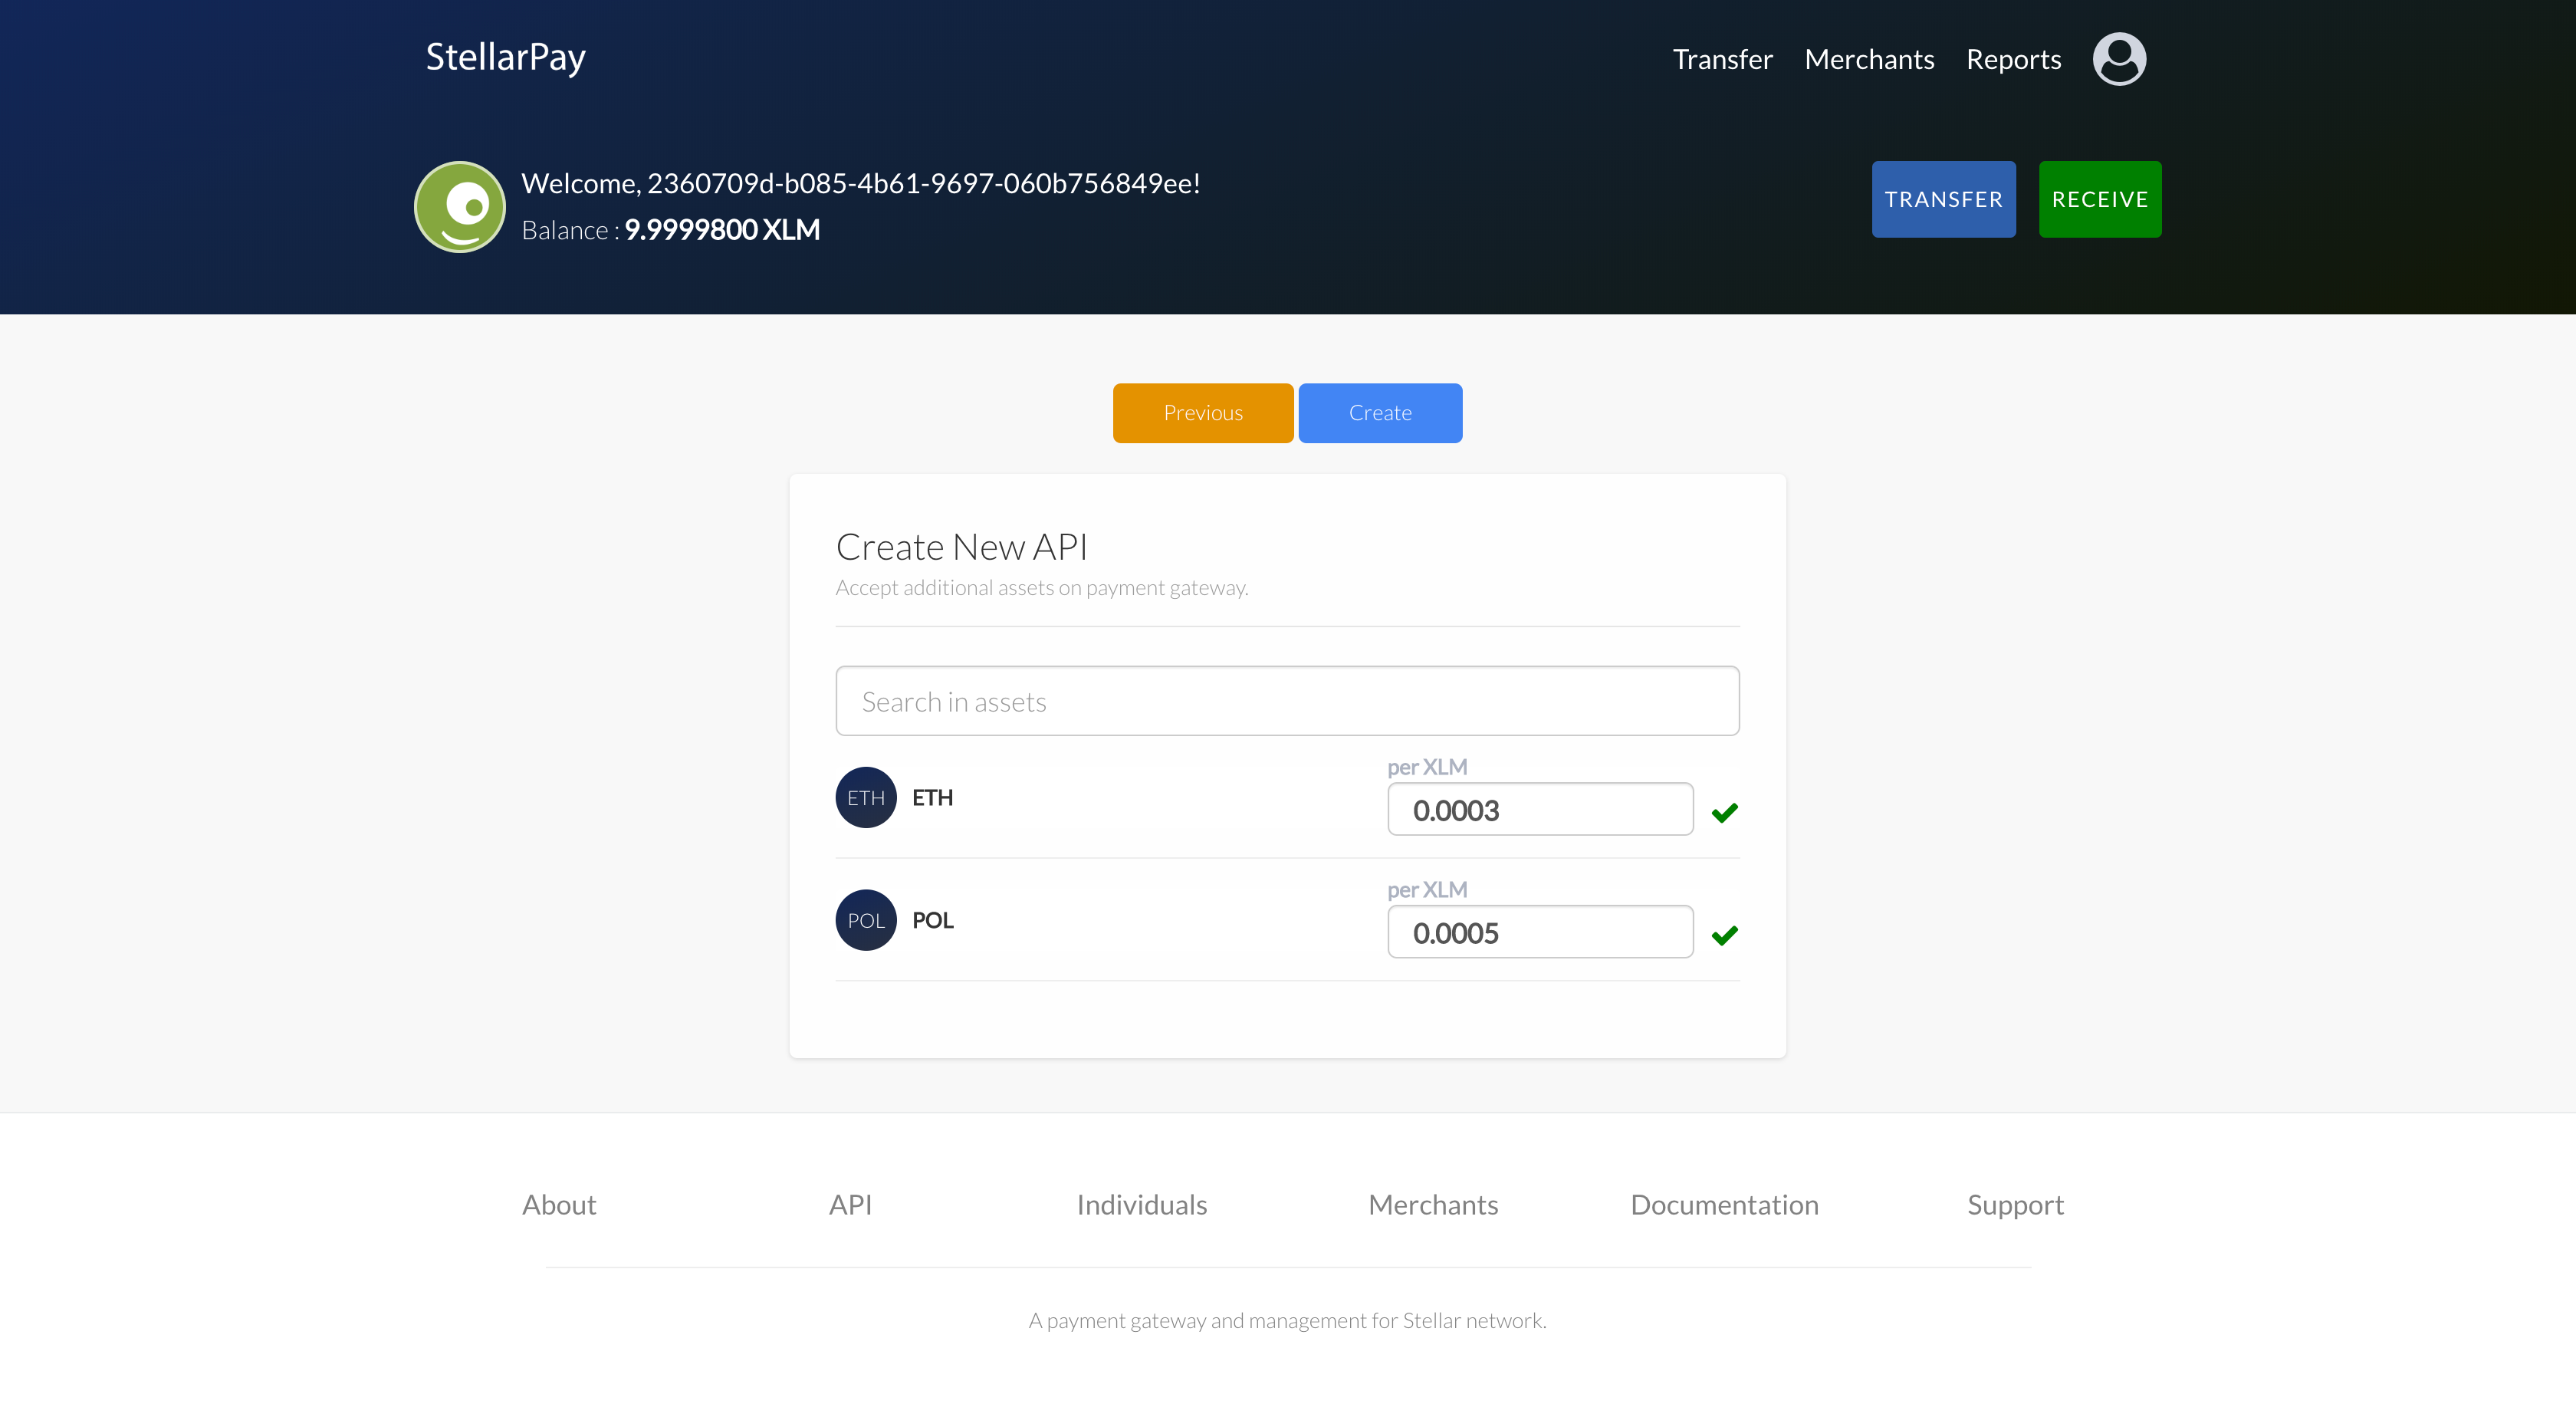 StellarPay
Transfer Merchants Reports
Welcome, 2360709d-b085-4b61-9697-060b756849ee!
Balance : 9.9999800 XLM
TRANSFER RECEIVE
Previous Create
Create New API
Accept additional assets on payment gateway.
Search in assets
per XLM
ETH ETH 0.0003
per XLM
POL POL 0.0005
About API Individuals Merchants Documentation Support
A payment gateway and management for Stellar network.